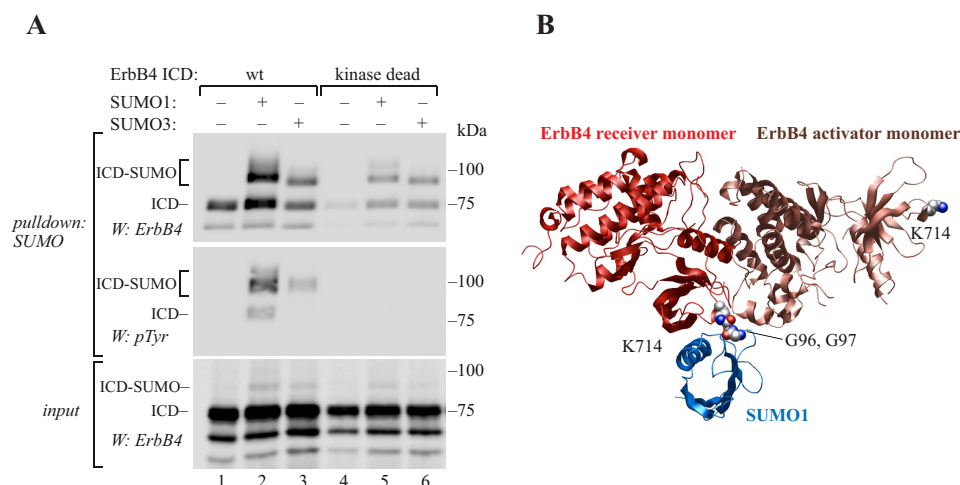 A
B
ErbB4 ICD: wt kinase dead
SUMO1: – + – – + –
SUMO3: – – + – – +
kDa
pulldown: SUMO
ICD-SUMO
ICD–
W: ErbB4
–100
–75
ICD-SUMO
ICD–
W: pTyr
–100
–75
input
ICD-SUMO–
ICD–
W: ErbB4
–100
–75
1 2 3 4 5 6
ErbB4 receiver monomer ErbB4 activator monomer
K714
K714
G96, G97
SUMO1